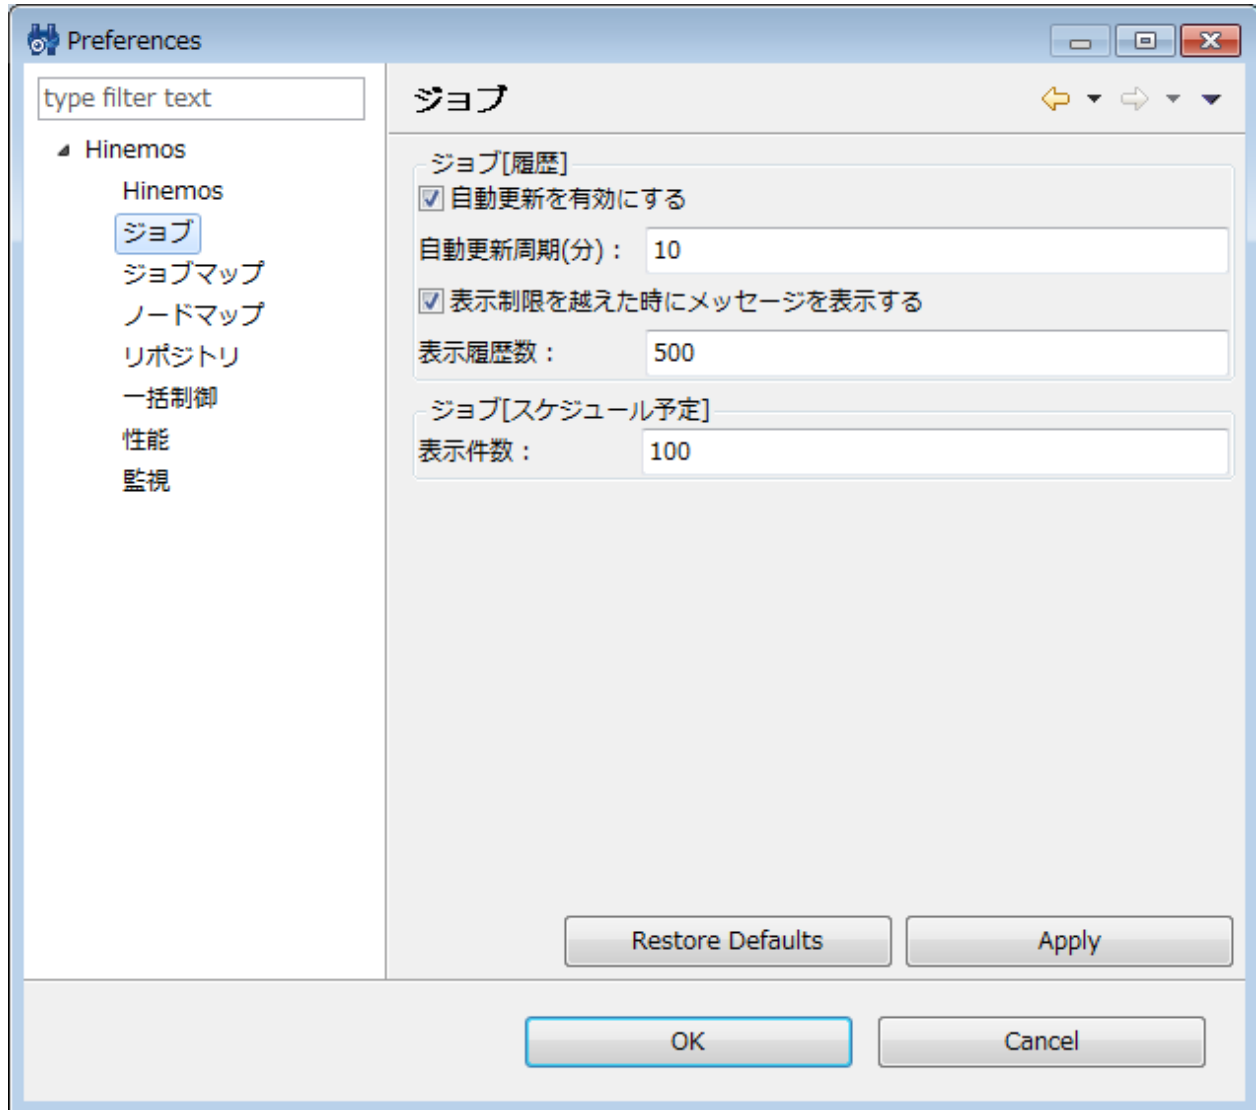 Preferences
type filter text
Hinemos
Hinemos
ジョブ
ジョブマップ
ノードマップ
リポジトリ
一括制御
性能
監視
ジョブ
ジョブ[履歴]
自動更新を有効にする
自動更新周期(分)： 10
表示制限を越えた時にメッセージを表示する
表示履歴数： 500
ジョブ[スケジュール予定]
表示件数： 100
Restore Defaults Apply
OK Cancel